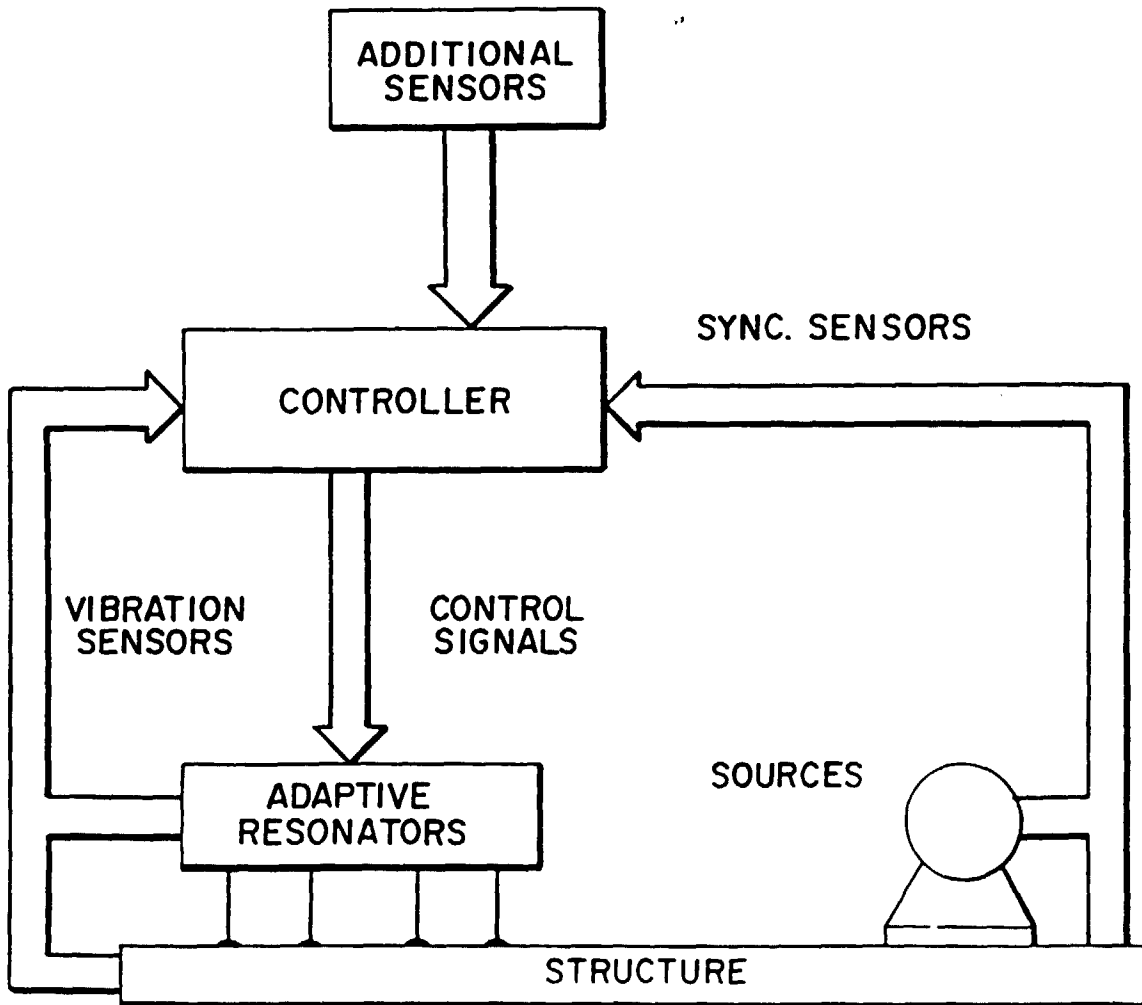 ADDITIONAL
SENSORS
SYNC. SENSORS
CONTROLLER
VIBRATION
SENSORS
CONTROL
SIGNALS
SOURCES
ADAPTIVE
RESONATORS
STRUCTURE